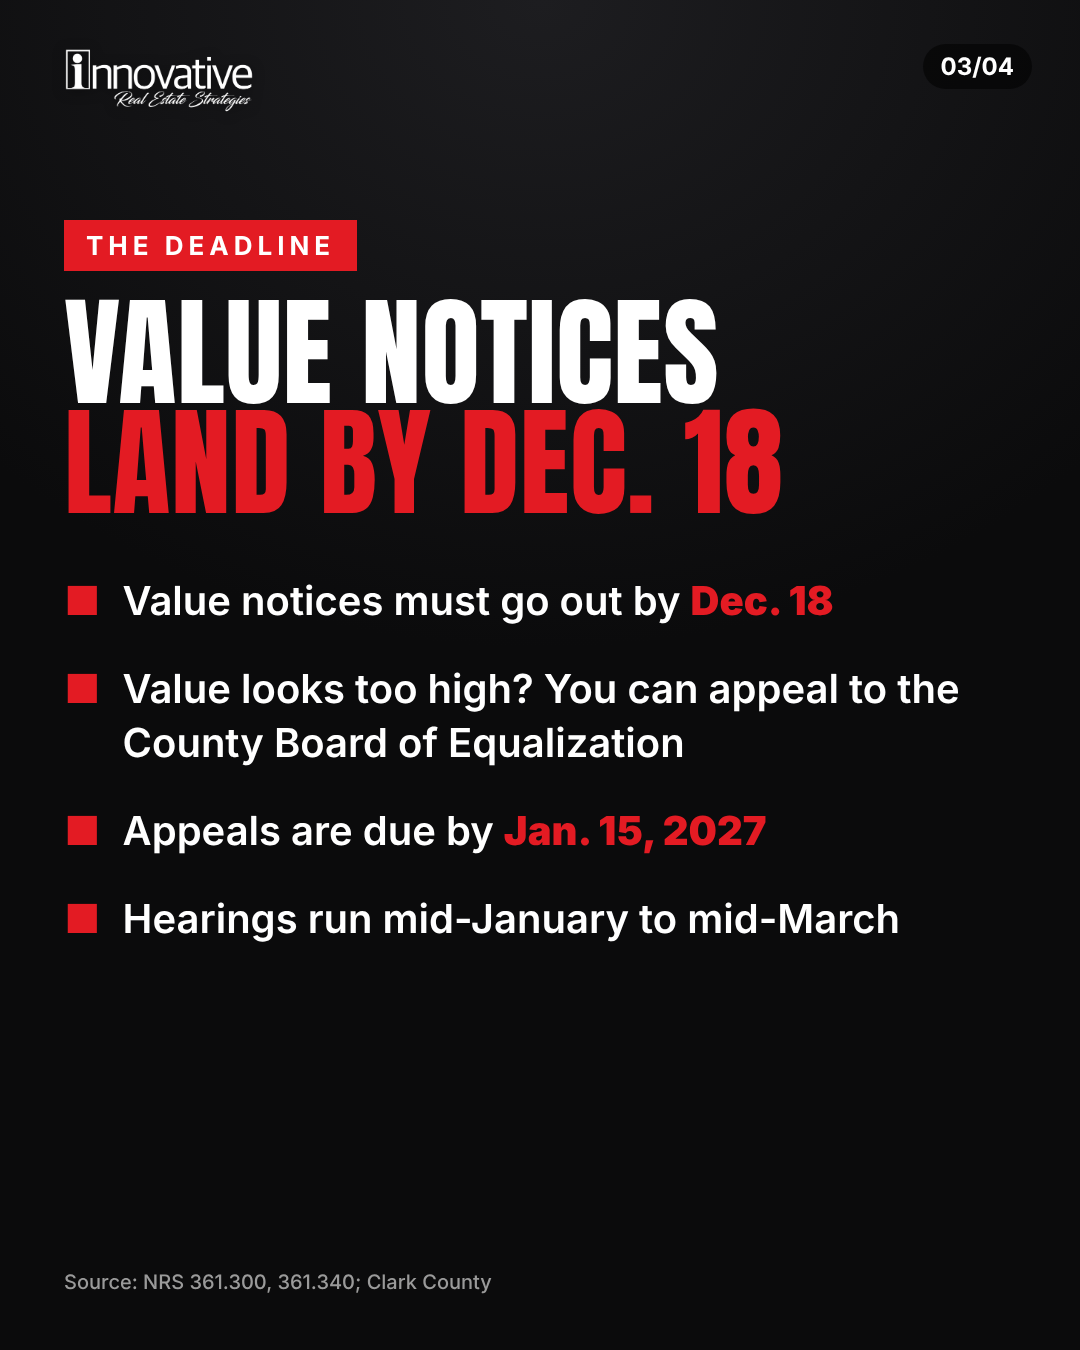 innovative
Real Estate Strategies
03/04
THE DEADLINE
VALUE NOTICES
LAND BY DEC. 18
Value notices must go out by Dec. 18
Value looks too high? You can appeal to the
County Board of Equalization
Appeals are due by Jan. 15, 2027
Hearings run mid-January to mid-March
Source: NRS 361.300, 361.340; Clark County